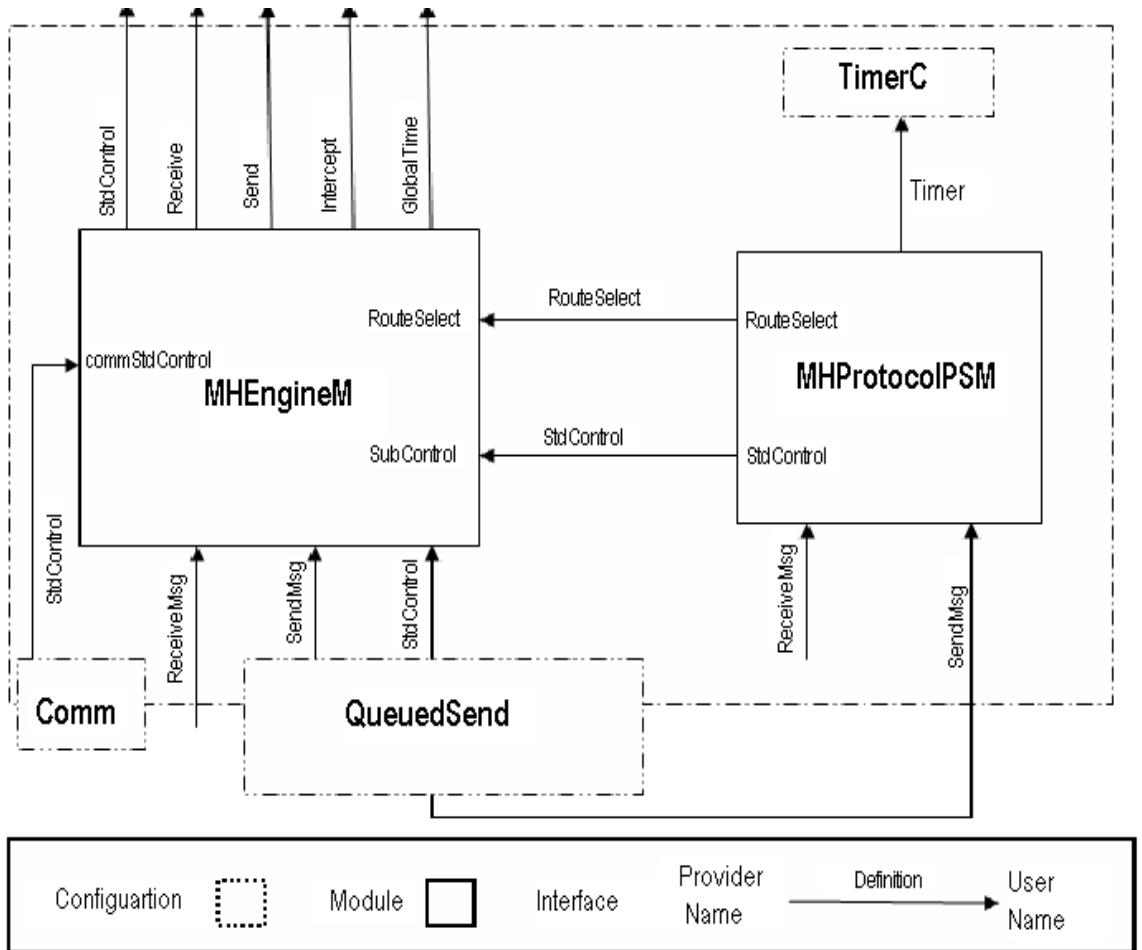 TimerC
StdControl
Receive
Send
Intercept
GlobalTime
Timer
RouteSelect
RouteSelect
RouteSelect
commStdControl
MHEngineM
MHProtocolPSM
StdControl
SubControl
StdControl
StdControl
ReceiveMsg
SendMsg
StdControl
ReceiveMsg
SendMsg
Comm
QueuedSend
Configuartion
Module
Interface
Provider
Name
Definition
User
Name